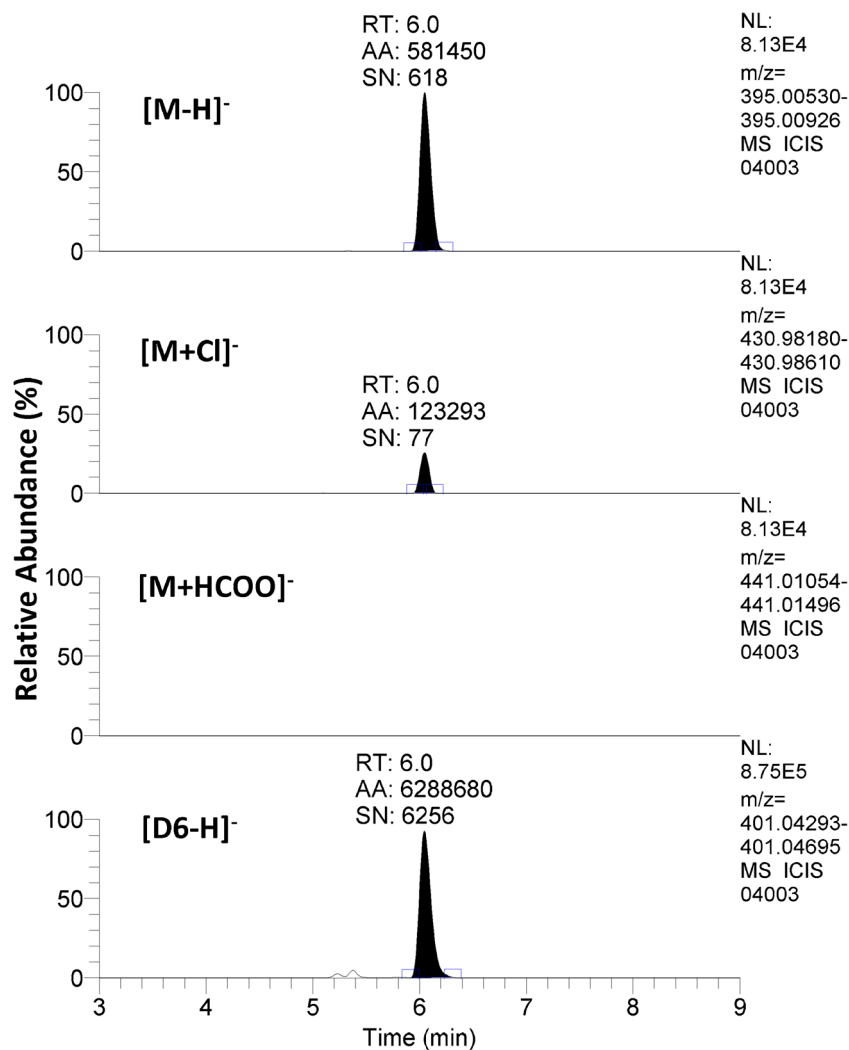 RT: 6.0
AA: 581450
SN: 618
NL:
8.13E4
m/z=
395.00530-
395.00926
MS ICIS
04003
[M-H]-
100
50
0
NL:
8.13E4
m/z=
430.98180-
430.98610
MS ICIS
04003
[M+Cl]-
RT: 6.0
AA: 123293
SN: 77
100
50
0
Relative Abundance (%)
NL:
8.13E4
m/z=
441.01054-
441.01496
MS ICIS
04003
[M+HCOO]-
100
50
0
RT: 6.0
AA: 6288680
SN: 6256
NL:
8.75E5
m/z=
401.04293-
401.04695
MS ICIS
04003
[D6-H]-
100
50
0
3 4 5 6 7 8 9
Time (min)